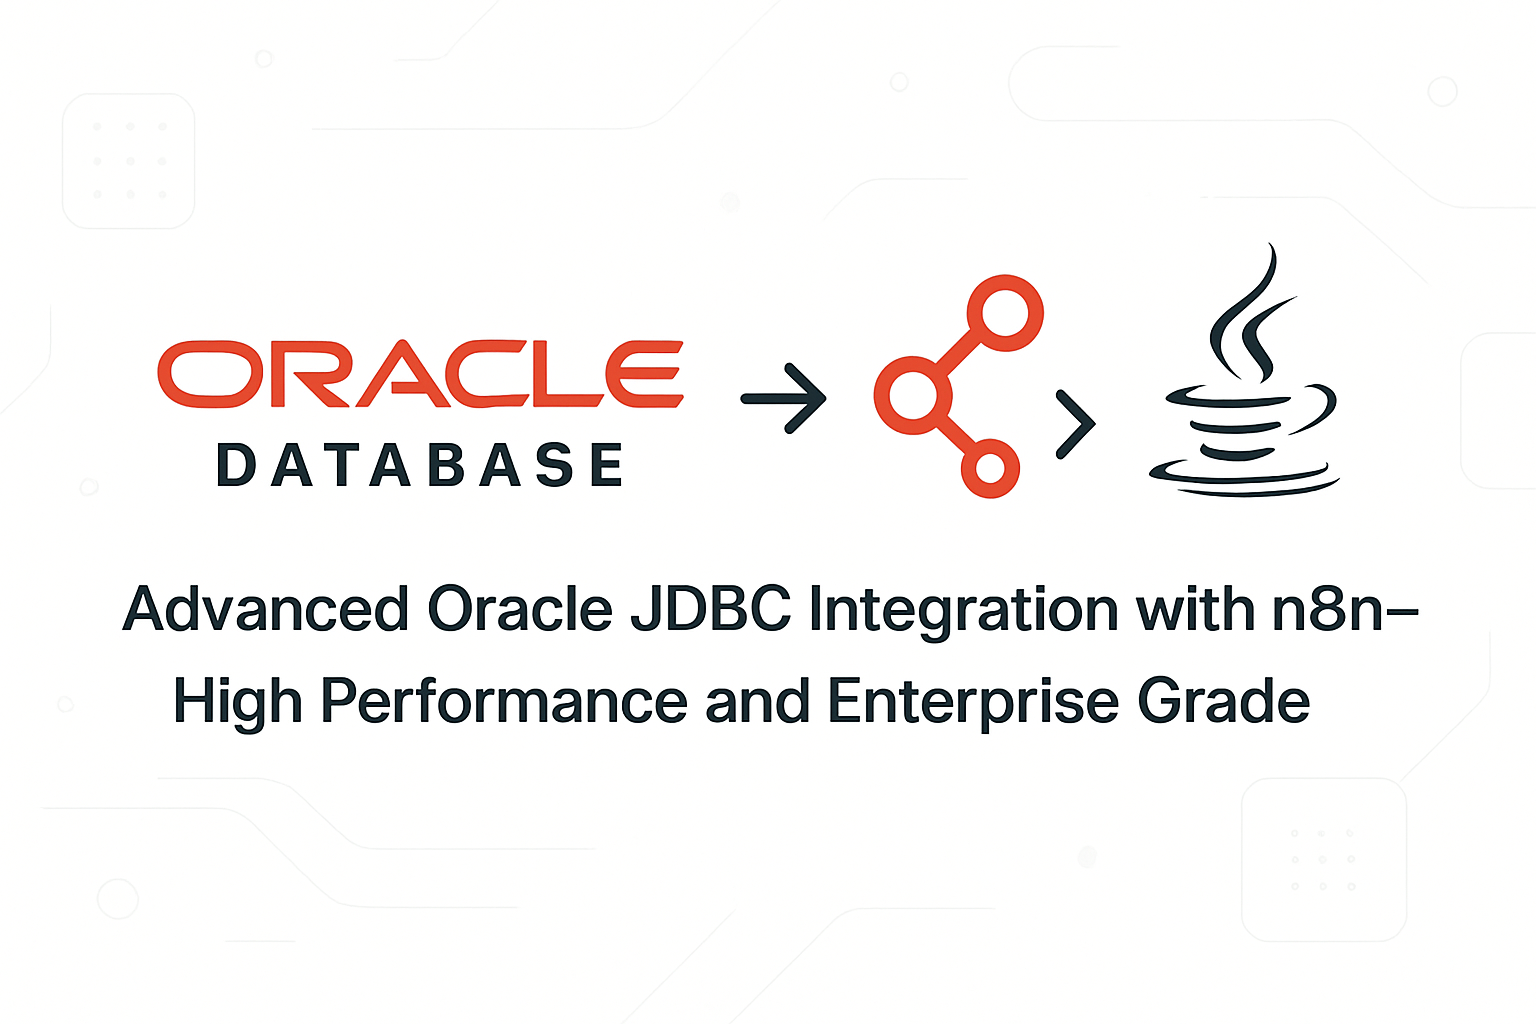 ORACLE
DATABASE
Advanced Oracle JDBC Integration with n8n–
High Performance and Enterprise Grade